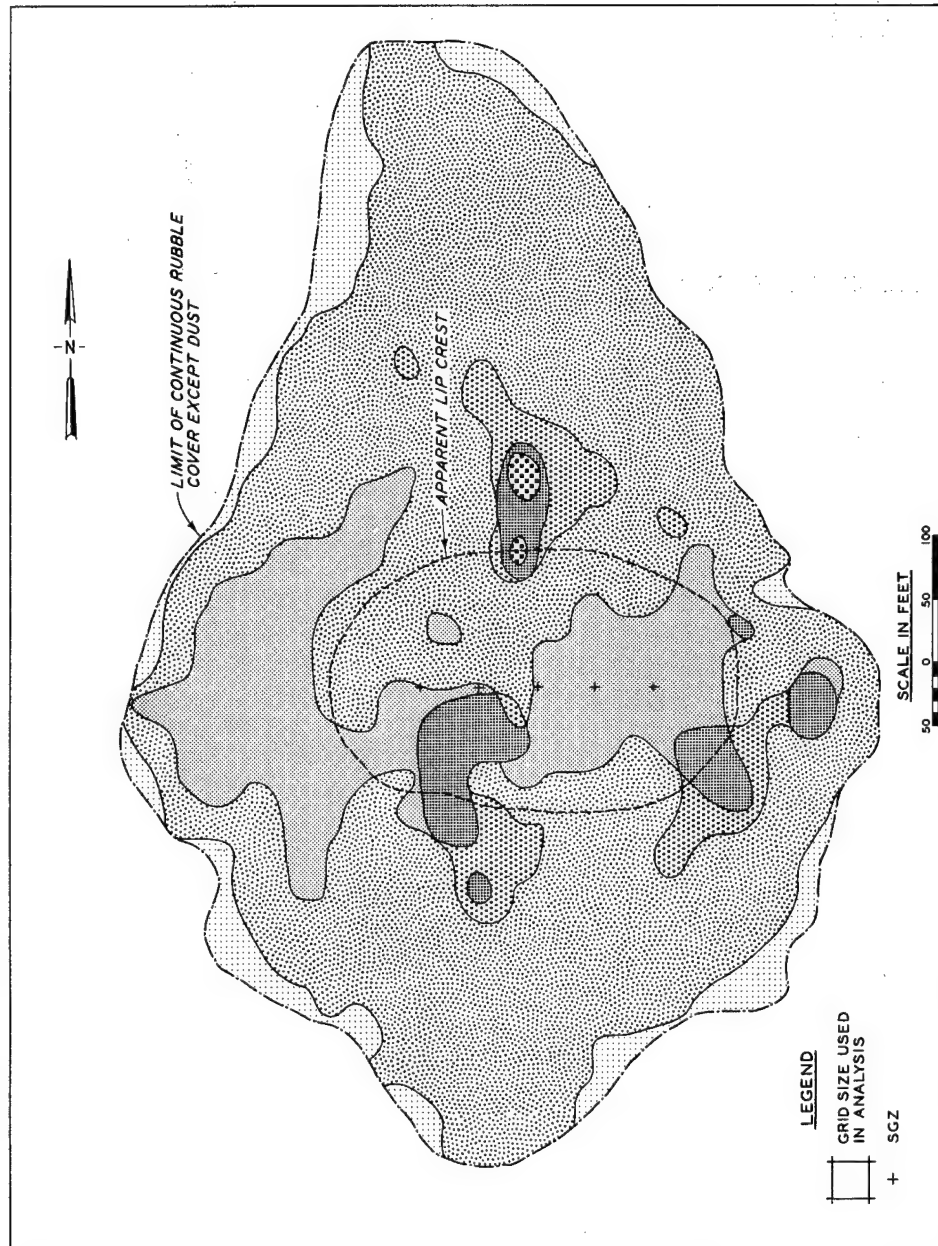 -N-
LIMIT OF CONTINUOUS RUBBLE
COVER EXCEPT DUST
APPARENT LIP CREST
SCALE IN FEET
50 0 50 100
LEGEND
GRID SIZE USED
IN ANALYSIS
+ SGZ